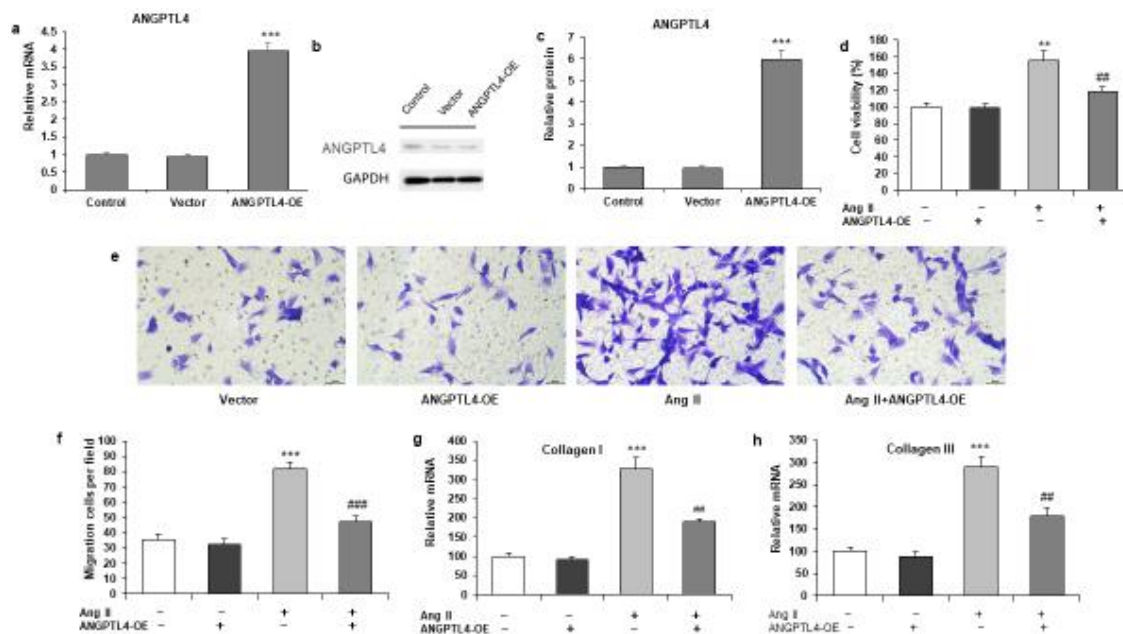 a
ANGPTL4
Relative mRNA
4.5
4
3.5
3
2.5
2
1.5
1
0.5
0
***
Control
Vector
ANGPTL4-OE
b
Control
Vector
ANGPTL4-OE
ANGPTL4
GAPDH
c
ANGPTL4
Relative protein
7
6
5
4
3
2
1
0
***
Control
Vector
ANGPTL4-OE
d
Cell viability (%)
200
180
160
140
120
100
80
60
40
20
0
**
##
Ang II – – + +
ANGPTL4-OE – + – +
e
Vector
ANGPTL4-OE
Ang II
Ang II+ANGPTL4-OE
f
Migration cells per field
100
90
80
70
60
50
40
30
20
10
0
***
###
Ang II – – + +
ANGPTL4-OE – + – +
g
Collagen I
Relative mRNA
400
350
300
250
200
150
100
50
0
***
##
Ang II – – + +
ANGPTL4-OE – + – +
h
Collagen III
Relative mRNA
350
300
250
200
150
100
50
0
***
##
Ang II – – + +
ANGPTL4-OE – + – +